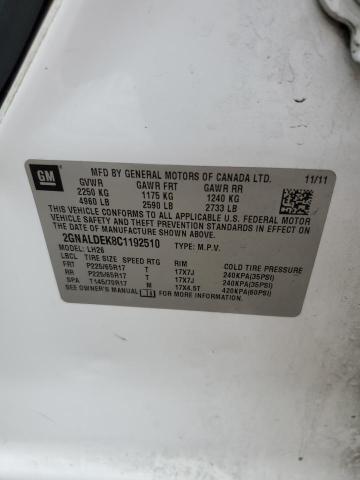 GM
MFD BY GENERAL MOTORS OF CANADA LTD. 11/11
GVWR GAWR FRT GAWR RR
2250 KG 1175 KG 1240 KG
4960 LB 2590 LB 2733 LB
THIS VEHICLE CONFORMS TO ALL APPLICABLE U.S. FEDERAL MOTOR
VEHICLE SAFETY, BUMPER, AND THEFT PREVENTION STANDARDS IN
EFFECT ON THE DATE OF MANUFACTURE SHOWN ABOVE.
2GNALDEK8C1192510 TYPE: M.P.V.
MODEL: LH26
LBCL TIRE SIZE SPEED RTG RIM COLD TIRE PRESSURE
FRT P225/65R17 T 17X7J 240KPA(35PSI)
RR P225/65R17 T 17X7J 240KPA(35PSI)
SPA T145/70R17 M 17X4.5T 420KPA(60PSI)
SEE OWNER'S MANUAL FOR ADDITIONAL INFORMATION.